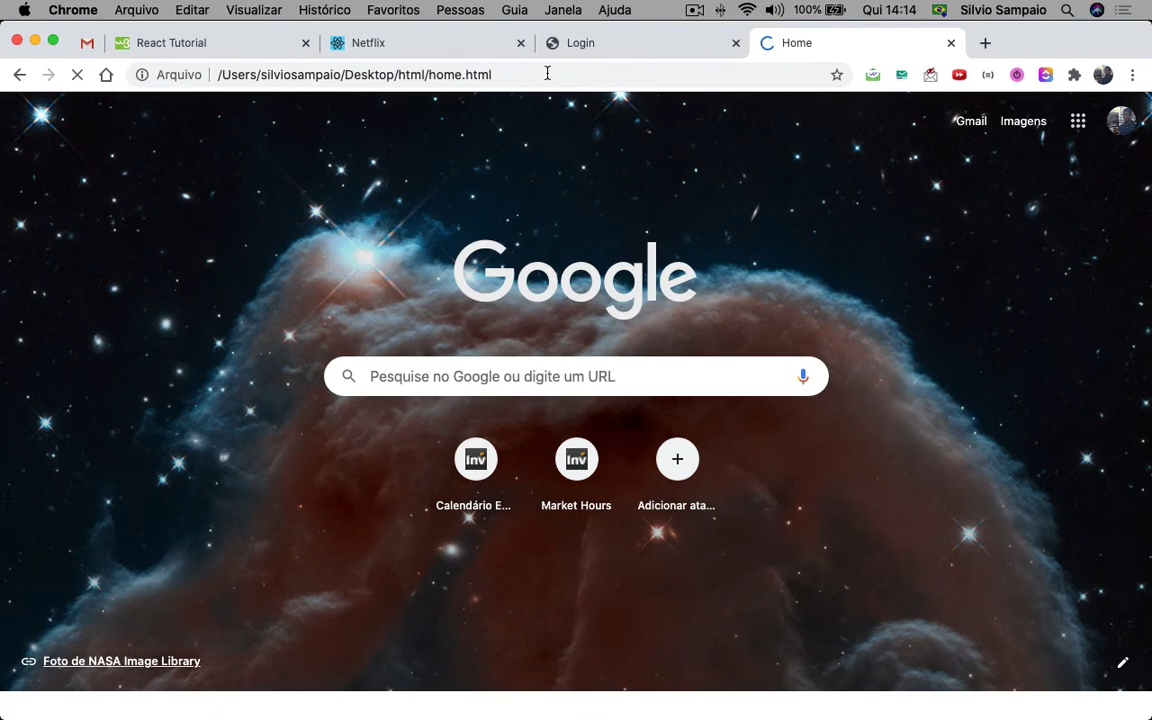 Chrome Arquivo Editar Visualizar Histórico Favoritos Pessoas Guia Janela Ajuda 100% Qui 14:14 Silvio Sampaio
React Tutorial Netflix Login Home
Arquivo /Users/silviosampaio/Desktop/html/home.html
Gmail Imagens
Google
Pesquise no Google ou digite um URL
Inv Inv
Calendário E... Market Hours Adicionar ata...
Foto de NASA Image Library